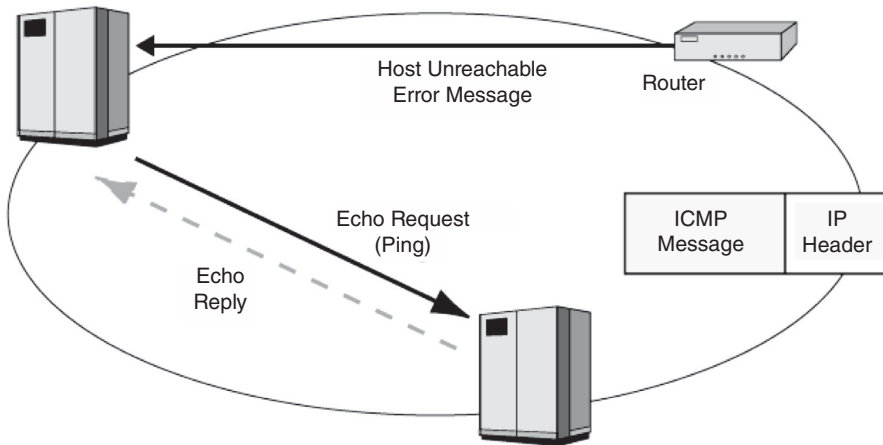 Host Unreachable
Error Message
Router
Echo Request
(Ping)
Echo
Reply
ICMP
Message
IP
Header